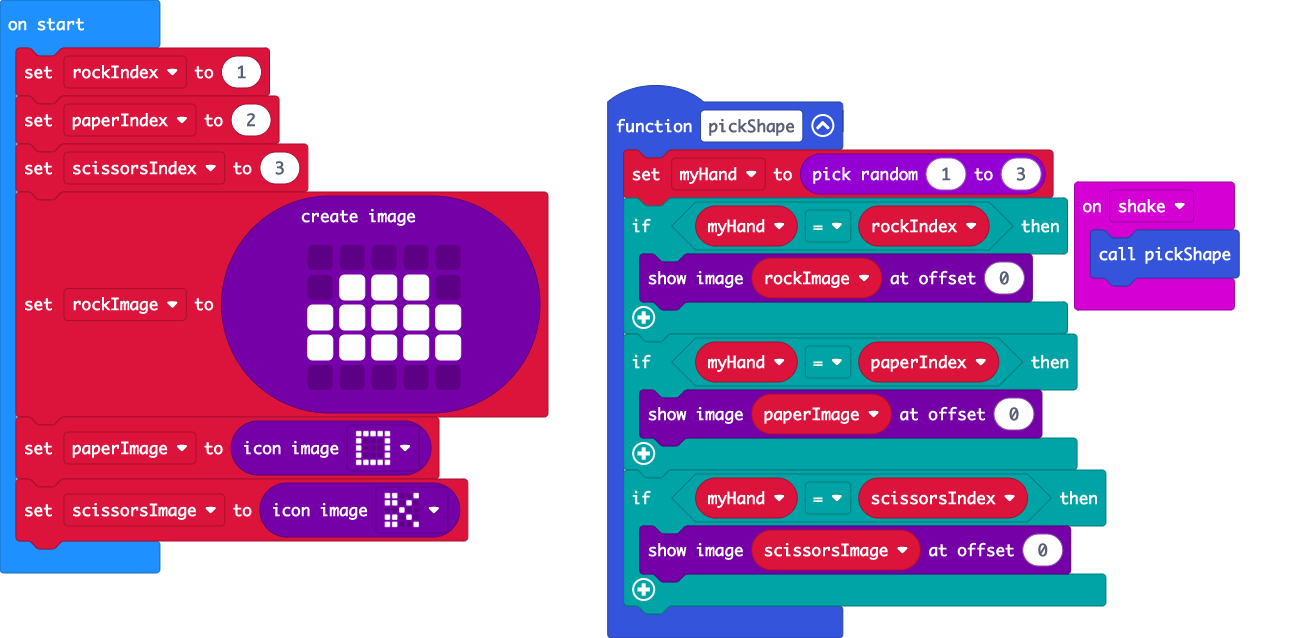 on start
set rockIndex to 1
set paperIndex to 2
set scissorsIndex to 3
create image
set rockImage to
set paperImage to icon image
set scissorsImage to icon image
function pickShape
set myHand to pick random 1 to 3
if myHand = rockIndex then
show image rockImage at offset 0
if myHand = paperIndex then
show image paperImage at offset 0
if myHand = scissorsIndex then
show image scissorsImage at offset 0
on shake
call pickShape